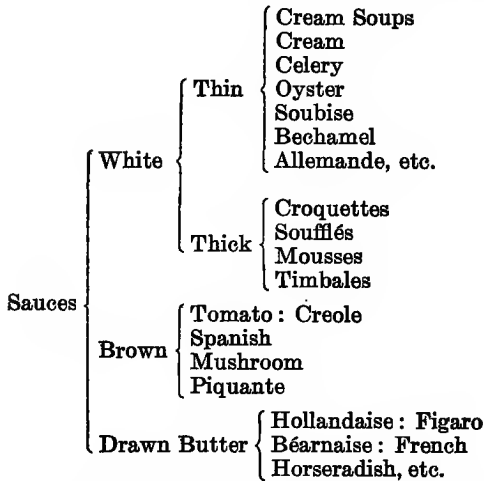 Cream Soups
Cream
Thin
Celery
Oyster
Soubise
Bechamel
White
Allemande, etc.
Croquettes
Soufflés
Thick
Mousses
Timbales
Sauces
Tomato : Creole
Brown
Spanish
Mushroom
Piquante
Hollandaise : Figaro
Drawn Butter
Béarnaise : French
Horseradish, etc.